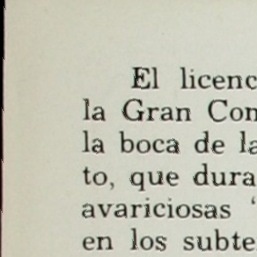 El licenc
la Gran Con
la boca de la
to, que dura
avariciosas ‘
en los subte